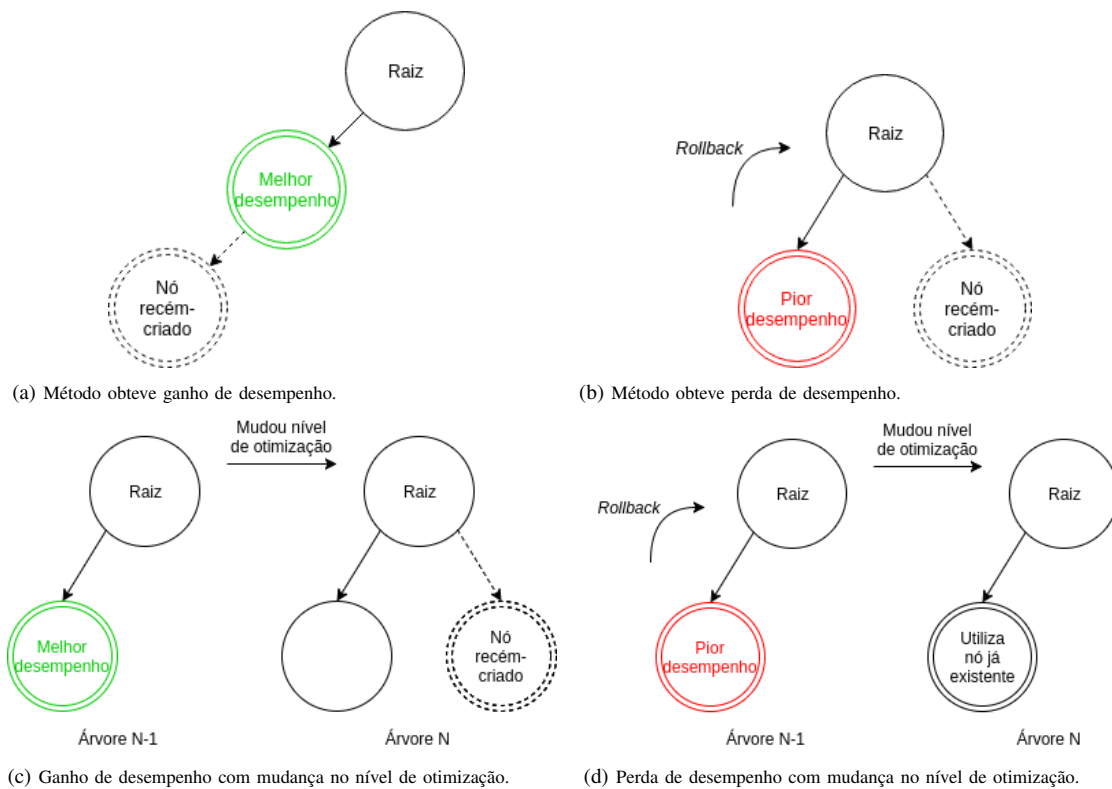 Raiz
Melhor
desempenho
Nó
recém-
criado
(a) Método obteve ganho de desempenho.
Rollback
Raiz
Pior
desempenho
Nó
recém-
criado
(b) Método obteve perda de desempenho.
Raiz
Mudou nível
de otimização
Raiz
Melhor
desempenho
Nó
recém-
criado
Árvore N-1
Árvore N
(c) Ganho de desempenho com mudança no nível de otimização.
Rollback
Raiz
Mudou nível
de otimização
Raiz
Pior
desempenho
Utiliza
nó já
existente
Árvore N-1
Árvore N
(d) Perda de desempenho com mudança no nível de otimização.